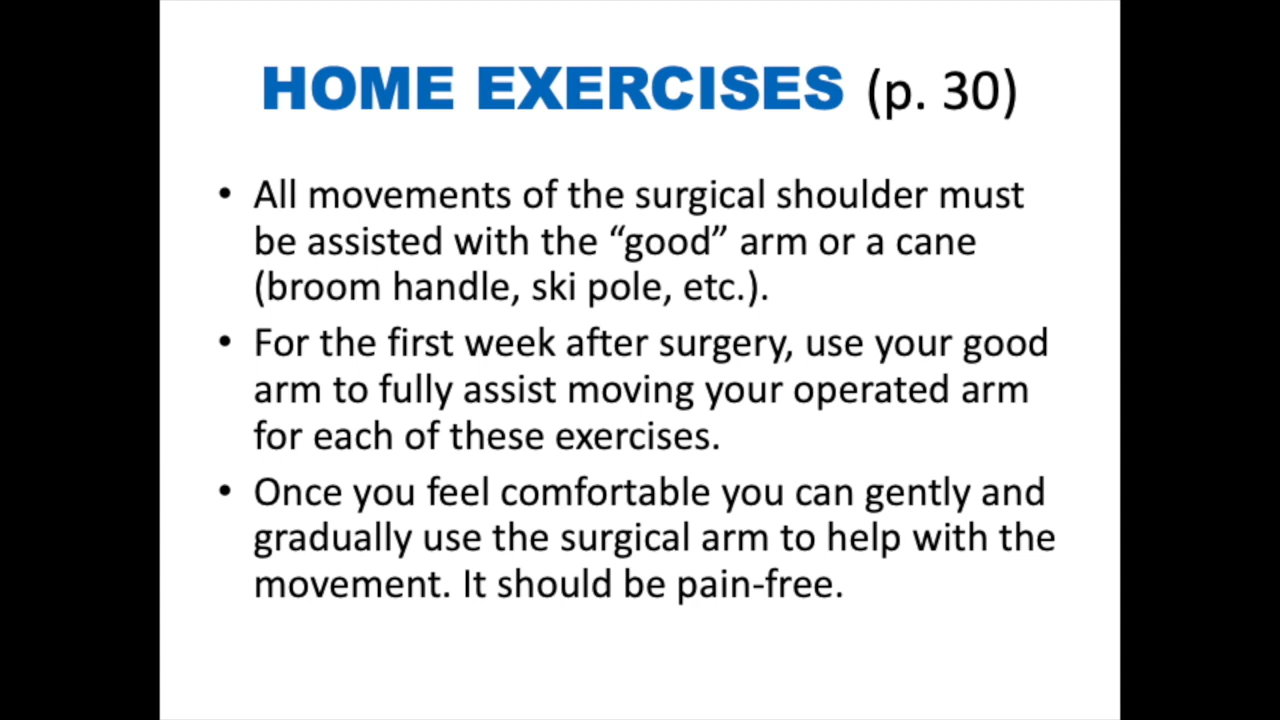 HOME EXERCISES (p. 30)
• All movements of the surgical shoulder must
be assisted with the “good” arm or a cane
(broom handle, ski pole, etc.).
• For the first week after surgery, use your good
arm to fully assist moving your operated arm
for each of these exercises.
• Once you feel comfortable you can gently and
gradually use the surgical arm to help with the
movement. It should be pain-free.